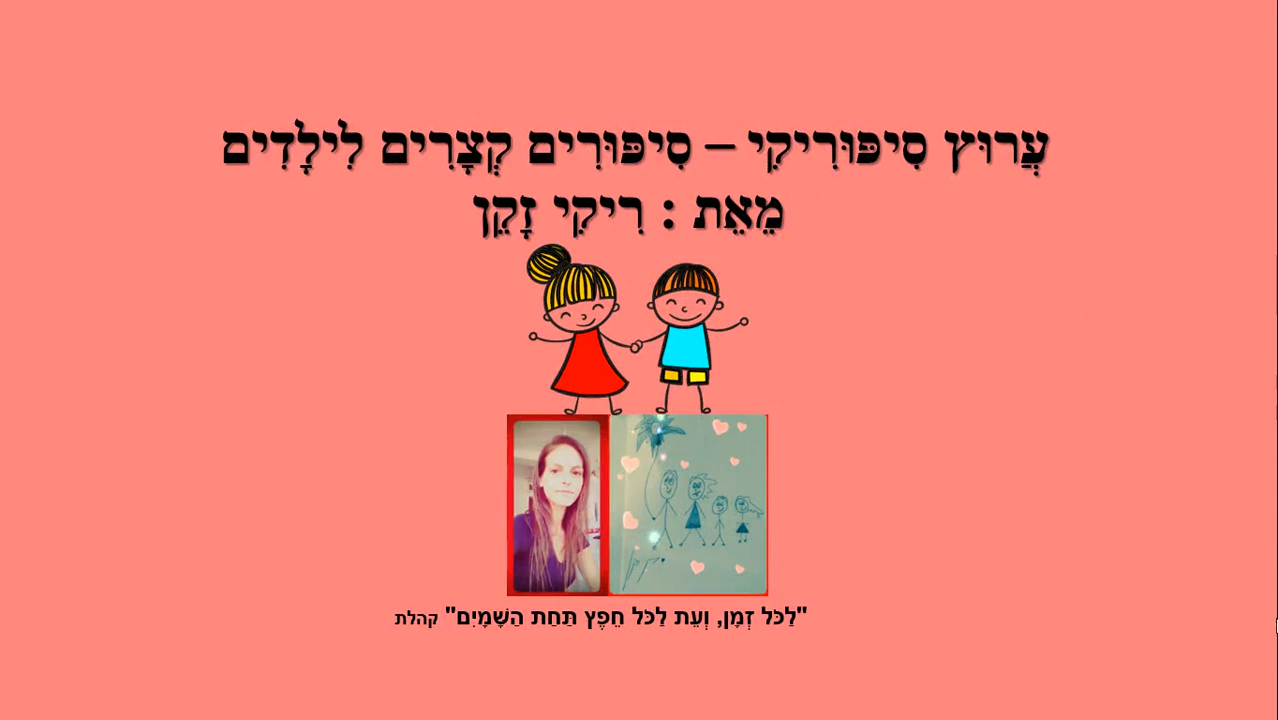 עֲרוּץ סִיפּוּרִיקִי – סִיפּוּרִים קְצָרִים לִילָדִים
מֵאֵת : רִיקִי זָקֵן
"לַכֹּל זְמָן, וְעֵת לַכֹּל חֵפֶץ תַּחַת הַשָּׁמָיִם" קהלת